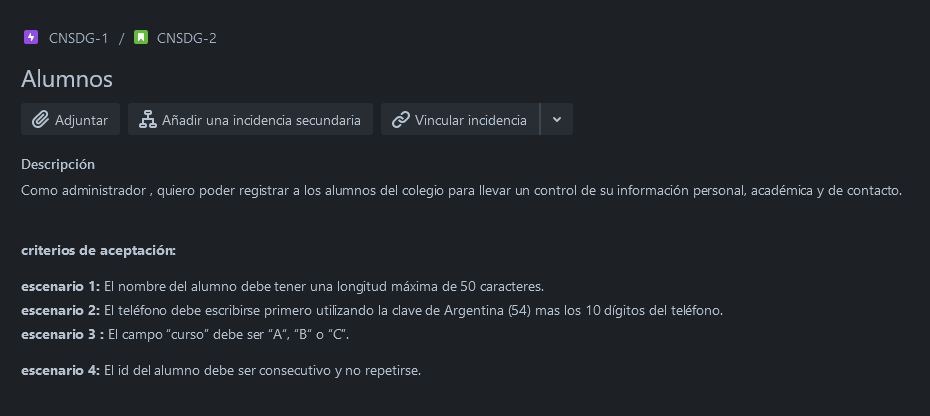 CNSDG-1 / CNSDG-2
Alumnos
Adjuntar Añadir una incidencia secundaria Vincular incidencia
Descripción
Como administrador , quiero poder registrar a los alumnos del colegio para llevar un control de su información personal, académica y de contacto.
criterios de aceptación:
escenario 1: El nombre del alumno debe tener una longitud máxima de 50 caracteres.
escenario 2: El teléfono debe escribirse primero utilizando la clave de Argentina (54) mas los 10 dígitos del teléfono.
escenario 3 : El campo “curso” debe ser “A”, “B” o “C”.
escenario 4: El id del alumno debe ser consecutivo y no repetirse.